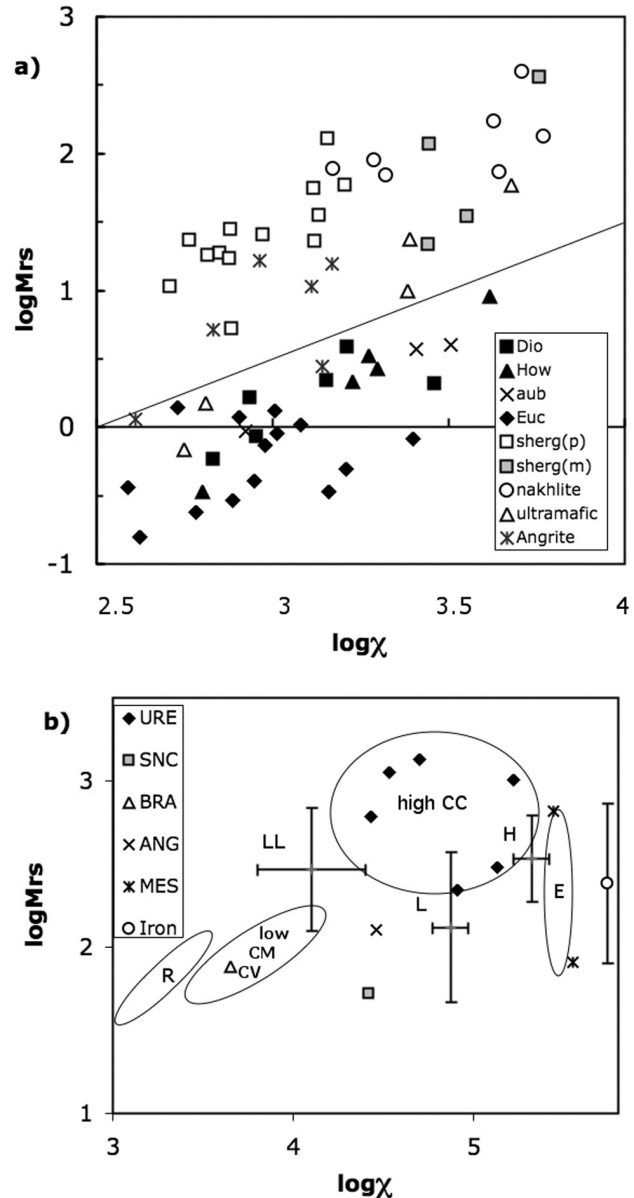 a)
3
2
1
0
-1
logMrs
Dio
How
aub
Euc
sherg(p)
sherg(m)
nakhlite
ultramafic
Angrite
2.5 3 3.5 4
logχ
b)
URE
SNC
BRA
ANG
MES
Iron
3
2
1
logMrs
high CC
LL
H
L
E
low
CM
CV
R
3 4 5
logχ